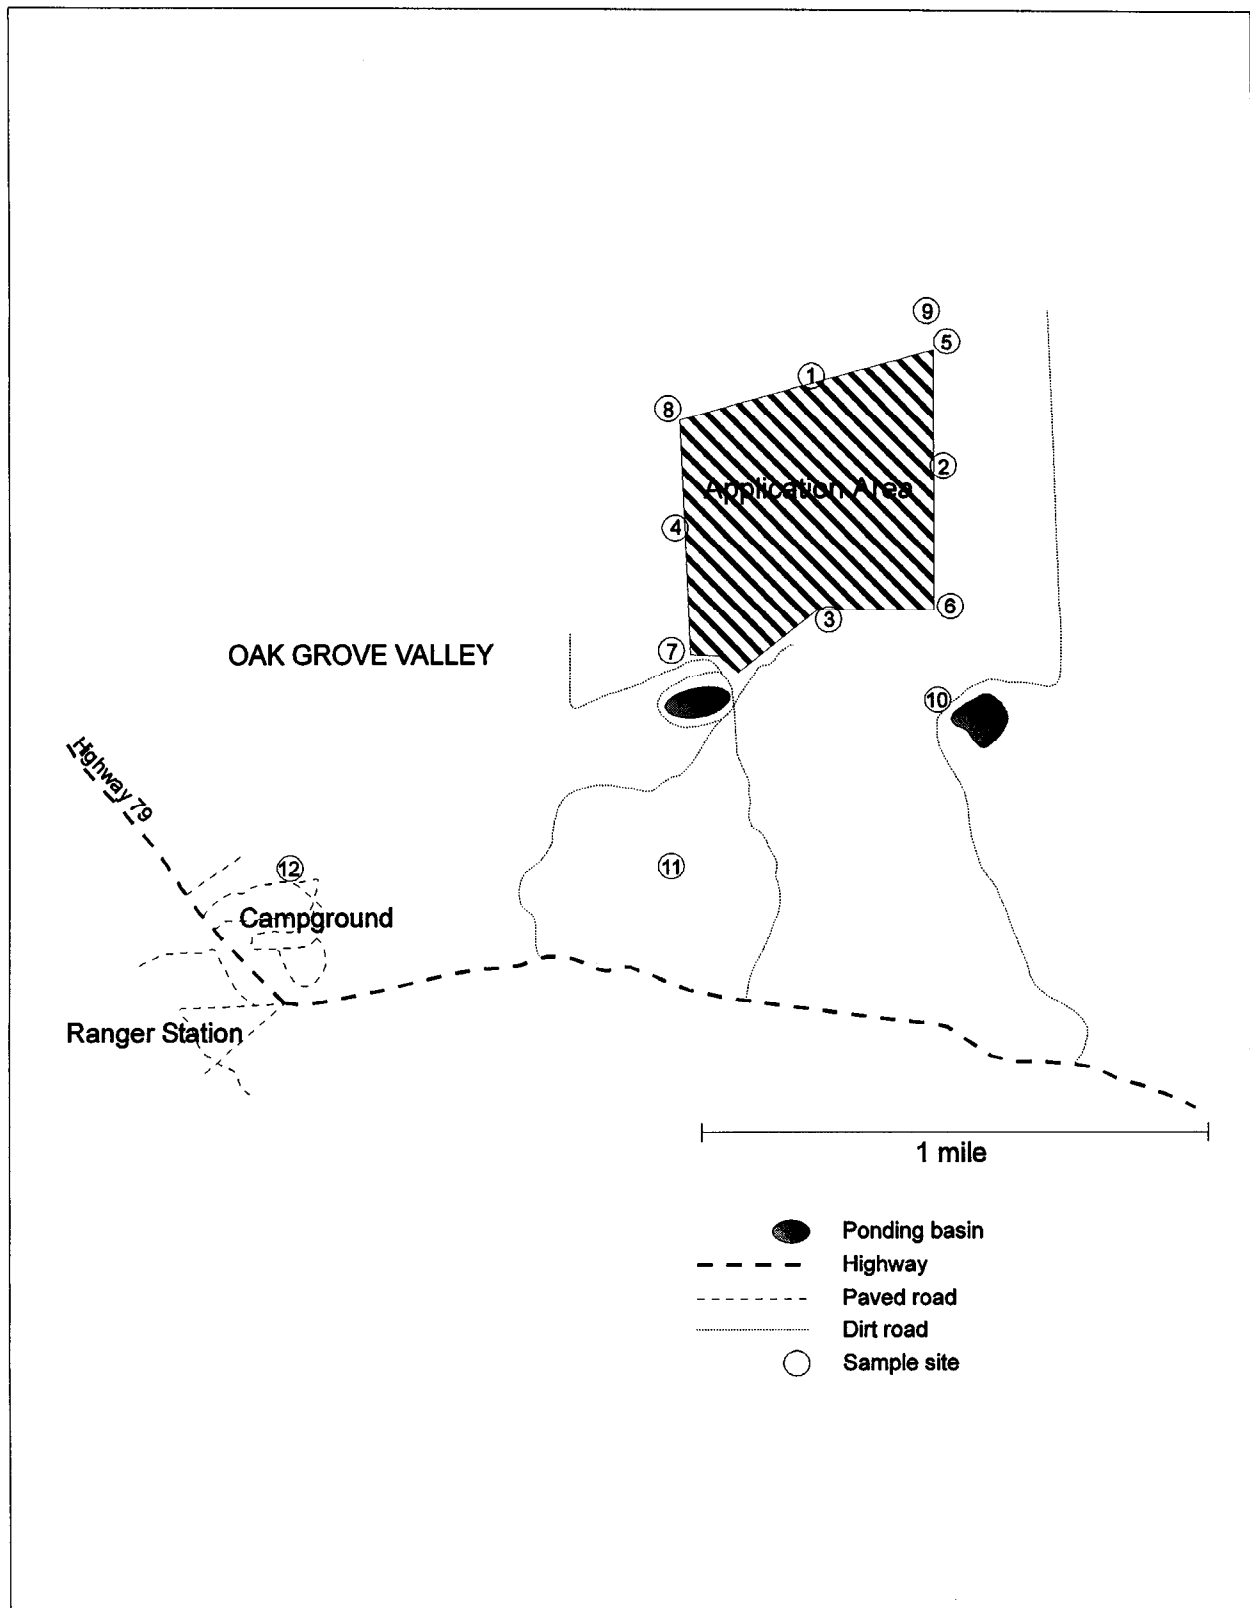 9
5
1
8
2
Application Area
4
6
3
7
OAK GROVE VALLEY
10
Highway 79
11
12
Campground
Ranger Station
1 mile
Ponding basin
Highway
Paved road
Dirt road
Sample site